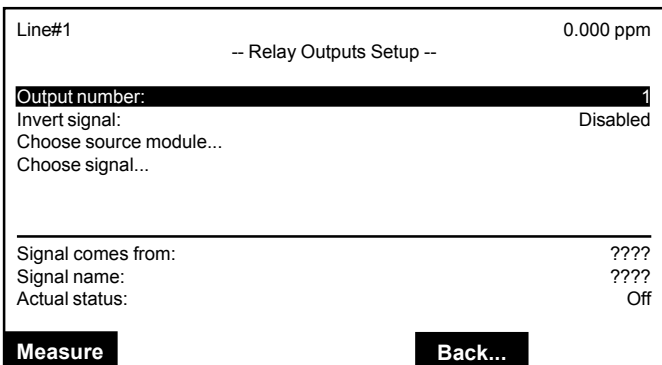 Line#1 0.000 ppm
-- Relay Outputs Setup --
Output number: 1
Invert signal: Disabled
Choose source module...
Choose signal...
Signal comes from: ????
Signal name: ????
Actual status: Off
Measure Back...